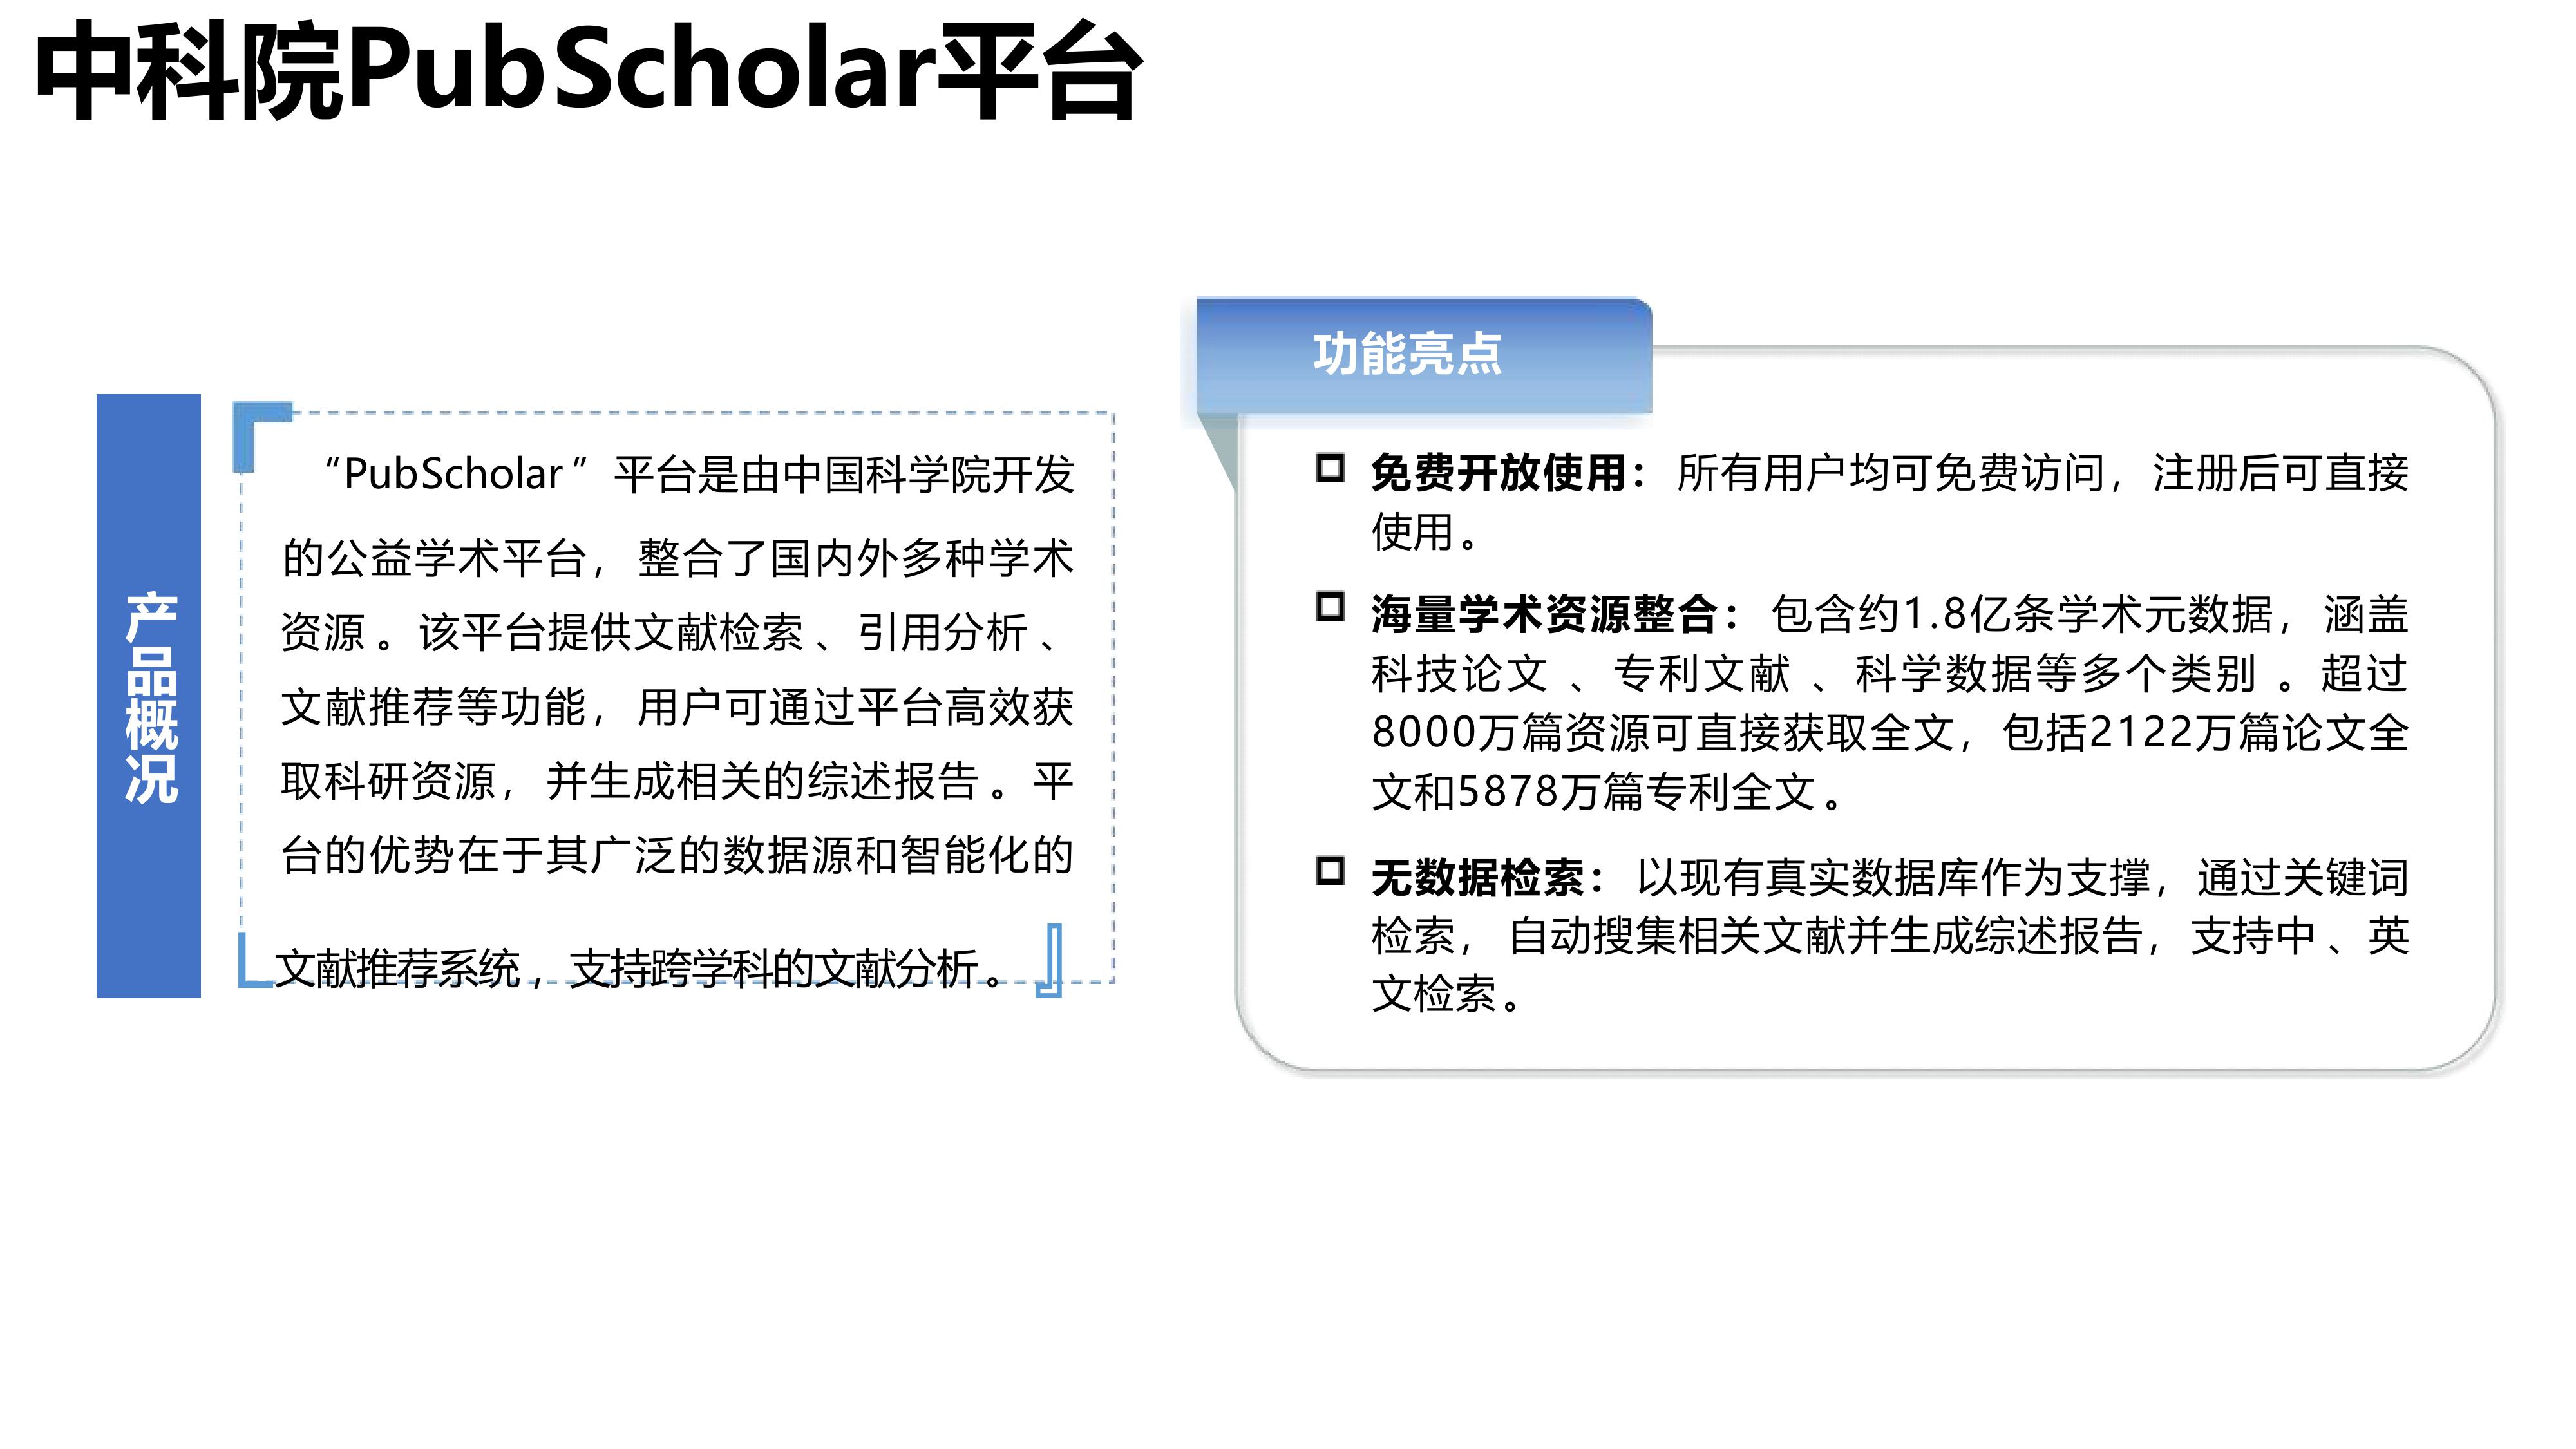 中科院PubScholar平台
产品概况
“PubScholar”平台是由中国科学院开发
的公益学术平台，整合了国内外多种学术
资源。该平台提供文献检索、引用分析、
文献推荐等功能，用户可通过平台高效获
取科研资源，并生成相关的综述报告。平
台的优势在于其广泛的数据源和智能化的
文献推荐系统，支持跨学科的文献分析。
功能亮点
免费开放使用：所有用户均可免费访问，注册后可直接
使用。
海量学术资源整合：包含约1.8亿条学术元数据，涵盖
科技论文、专利文献、科学数据等多个类别。超过
8000万篇资源可直接获取全文，包括2122万篇论文全
文和5878万篇专利全文。
无数据检索：以现有真实数据库作为支撑，通过关键词
检索，自动搜集相关文献并生成综述报告，支持中、英
文检索。